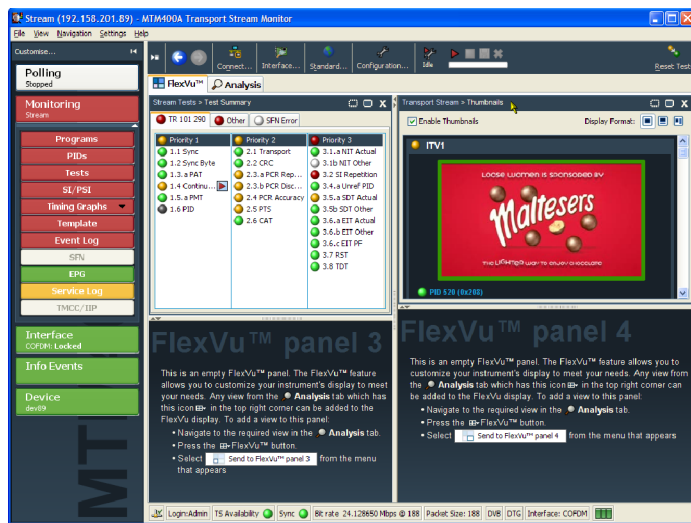 Stream (192.158.201.89) - MTM400A Transport Stream Monitor
File View Navigation Settings Help
Customise...
Connect... Interface... Standard... Configuration... Idle Reset Test
FlexVu™ Analysis
Polling
Stopped
Monitoring
Stream
Programs
PIDs
Tests
SI/PSI
Timing Graphs
Template
Event Log
SFN
EPG
Service Log
TMCC/IIP
Interface
COFDM: Locked
Info Events
Device
dev89
Stream Tests » Test Summary
TR 101 290 Other SFN Error
Priority 1
1.1 Sync
1.2 Sync Byte
1.3.a PAT
1.4 Continu...
1.5.a PMT
1.6 PID
Priority 2
2.1 Transport
2.2 CRC
2.3.a PCR Rep...
2.3.b PCR Disc...
2.4 PCR Accuracy
2.5 PTS
2.6 CAT
Priority 3
3.1.a NIT Actual
3.1b NIT Other
3.2 SI Repetition
3.4.a Unref PID
3.5.a SDT Actual
3.5b SDT Other
3.6.a EIT Actual
3.6.b EIT Other
3.6.c EIT PF
3.7 RST
3.8 TDT
Transport Stream » Thumbnails
Enable Thumbnails Display Format:
ITV1
LOOSE WOMEN IS SPONSORED BY
Maltesers
THE LIGHTER WAY TO ENJOY CHOCOLATE
PID 520 (0x208)
FlexVu™ panel 3
This is an empty FlexVu™ panel. The FlexVu™ feature
allows you to customize your instrument's display to meet
your needs. Any view from the Analysis tab which has
this icon in the top right corner can be added to the
FlexVu display. To add a view to this panel:
• Navigate to the required view in the Analysis tab.
• Press the FlexVu™ button.
• Select Send to FlexVu™ panel 3 from the menu
that appears
FlexVu™ panel 4
This is an empty FlexVu™ panel. The FlexVu™ feature allows you to
customize your instrument's display to meet your needs. Any view from
the Analysis tab which has this icon in the top right corner can
be added to the FlexVu display. To add a view to this panel:
• Navigate to the required view in the Analysis tab.
• Press the FlexVu™ button.
• Select Send to FlexVu™ panel 4 from the menu that appears
Login:Admin TS Availability Sync Bit rate 24.128650 Mbps @ 188 Packet Size: 188 DVB DTG Interface: COFDM